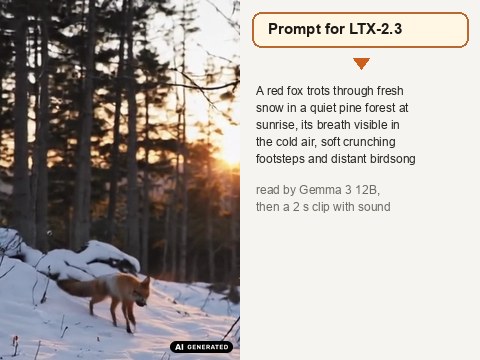 Prompt for LTX-2.3
A red fox trots through fresh
snow in a quiet pine forest at
sunrise, its breath visible in
the cold air, soft crunching
footsteps and distant birdsong
read by Gemma 3 12B,
then a 2 s clip with sound
AI GENERATED